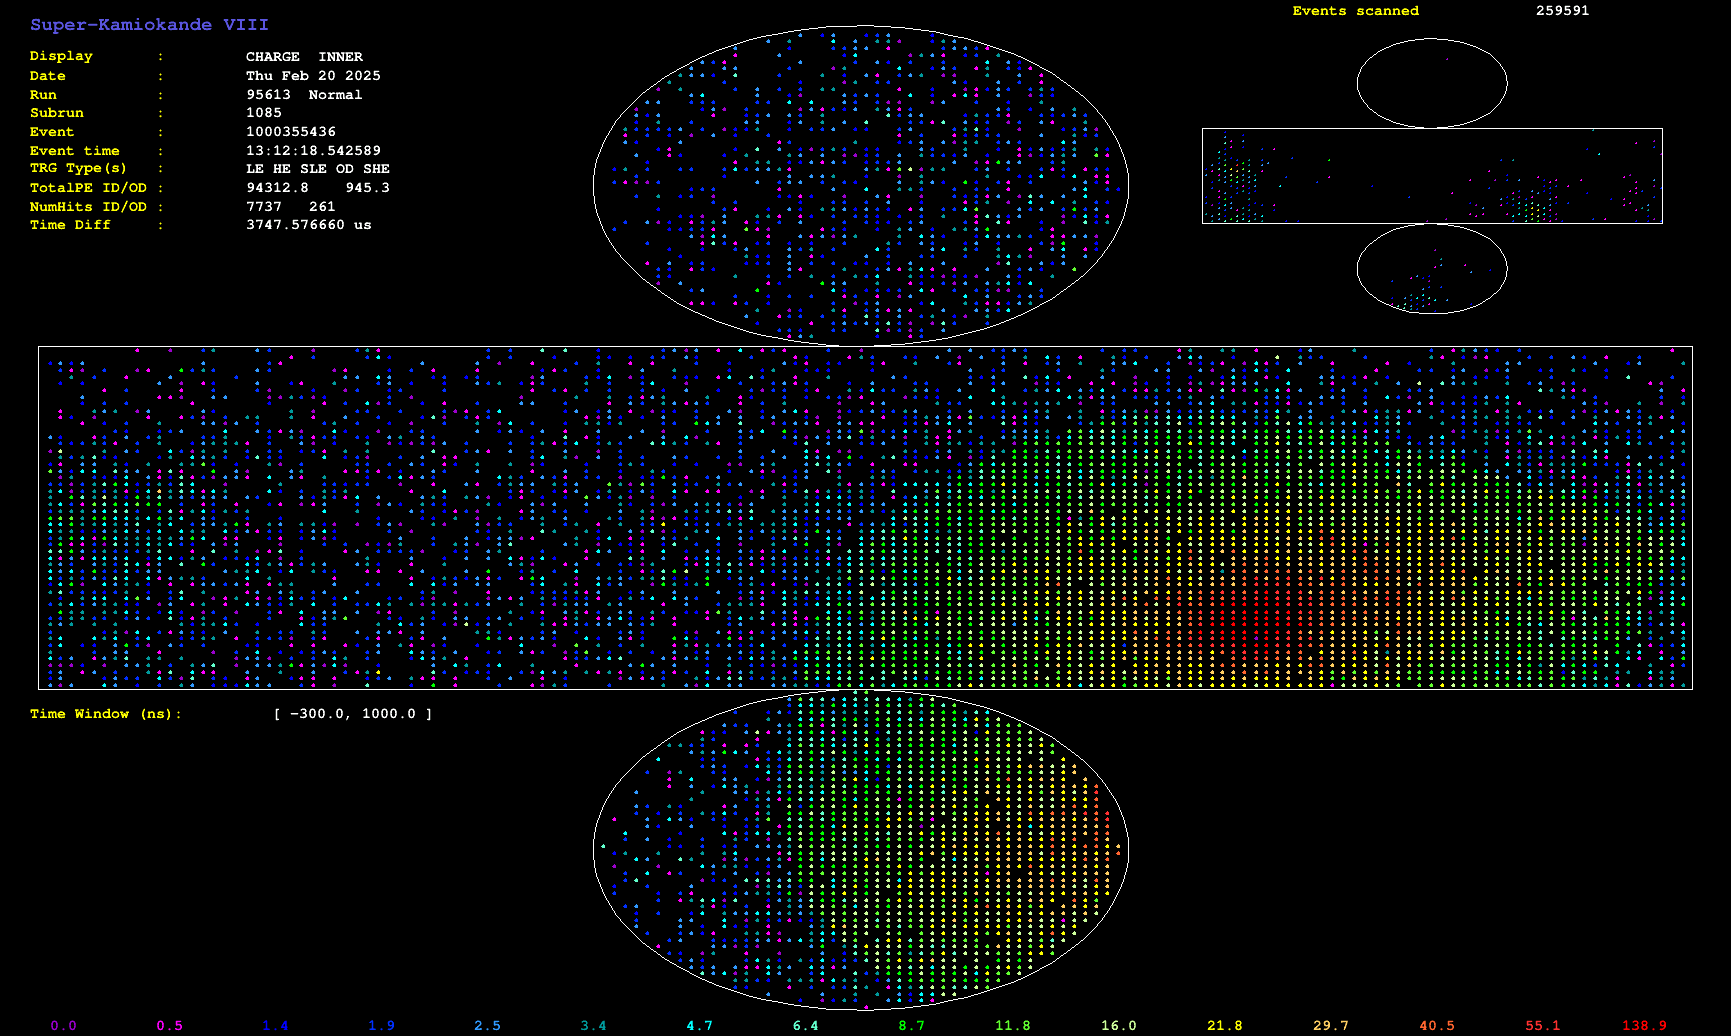 Super-Kamiokande VIII
Events scanned 259591
Display : CHARGE INNER
Date : Thu Feb 20 2025
Run : 95613 Normal
Subrun : 1085
Event : 1000355436
Event time : 13:12:18.542589
TRG Type(s) : LE HE SLE OD SHE
TotalPE ID/OD : 94312.8 945.3
NumHits ID/OD : 7737 261
Time Diff : 3747.576660 us
Time Window (ns): [ -300.0, 1000.0 ]
0.0 0.5 1.4 1.9 2.5 3.4 4.7 6.4 8.7 11.8 16.0 21.8 29.7 40.5 55.1 138.9